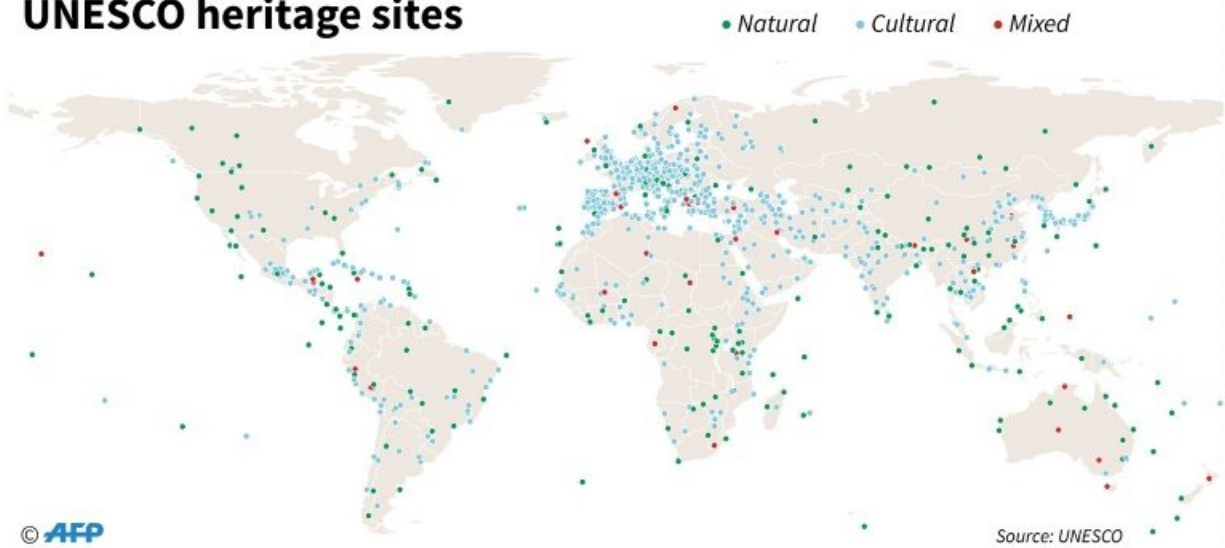 UNESCO heritage sites
Natural Cultural Mixed
© AFP
Source: UNESCO